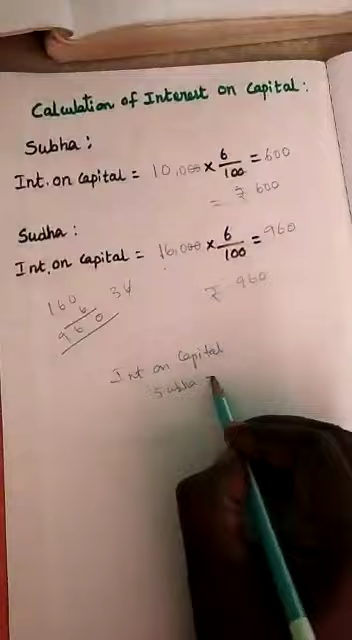 Calculation of Interest on Capital:
Subha:
Int. on Capital = 10,000 × 6/100 = 600
= ₹ 600
Sudha:
Int. on Capital = 16,000 × 6/100 = 960
₹ 960
160 34
6
960
Int on Capital
Subha =